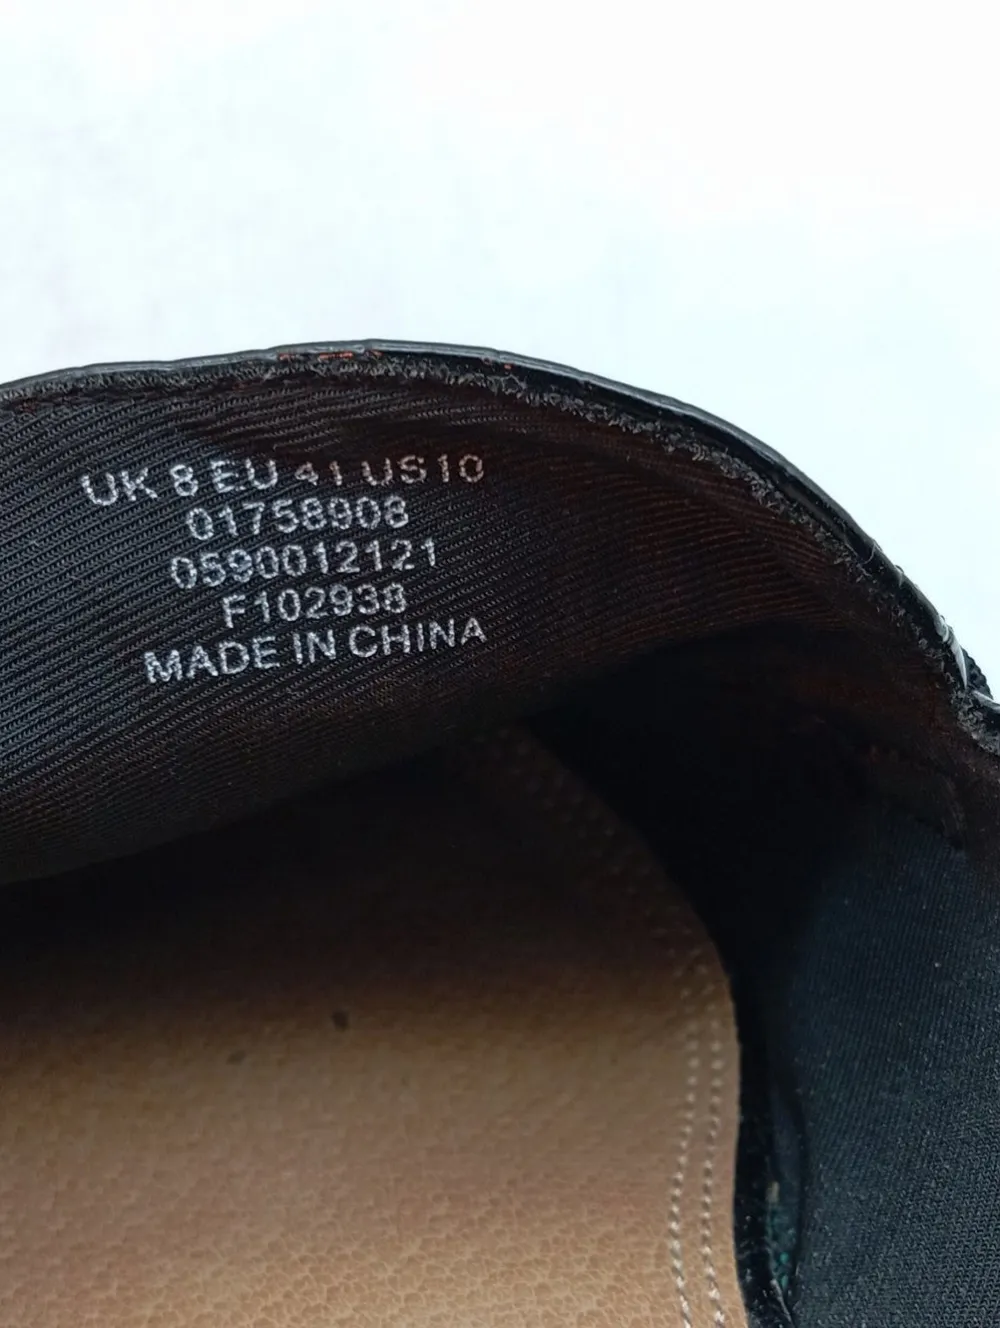 UK 8 EU 41 US10
01758908
0590012121
F102938
MADE IN CHINA